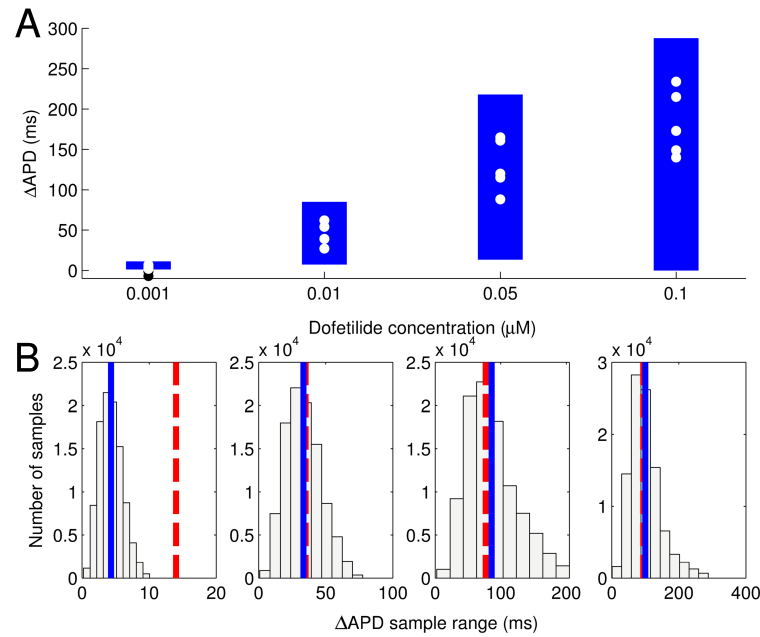 A
300
250
200
150
100
50
0
ΔAPD (ms)
0.001 0.01 0.05 0.1
Dofetilide concentration (μM)
B
x 10^4 x 10^4 x 10^4 x 10^4
2.5 2.5 2.5 3
2 2 2 2
1.5 1.5 1.5
1 1 1 1
0.5 0.5 0.5
0 0 0 0
Number of samples
0 10 20 0 50 100 0 100 200 0 200 400
ΔAPD sample range (ms)